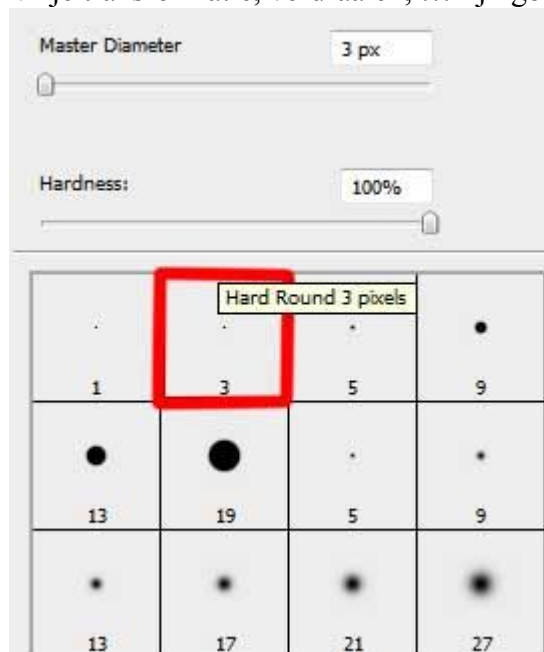 Master Diameter 3 px
Hardness: 100%
Hard Round 3 pixels
1 3 5 9
13 19 5 9
13 17 21 27